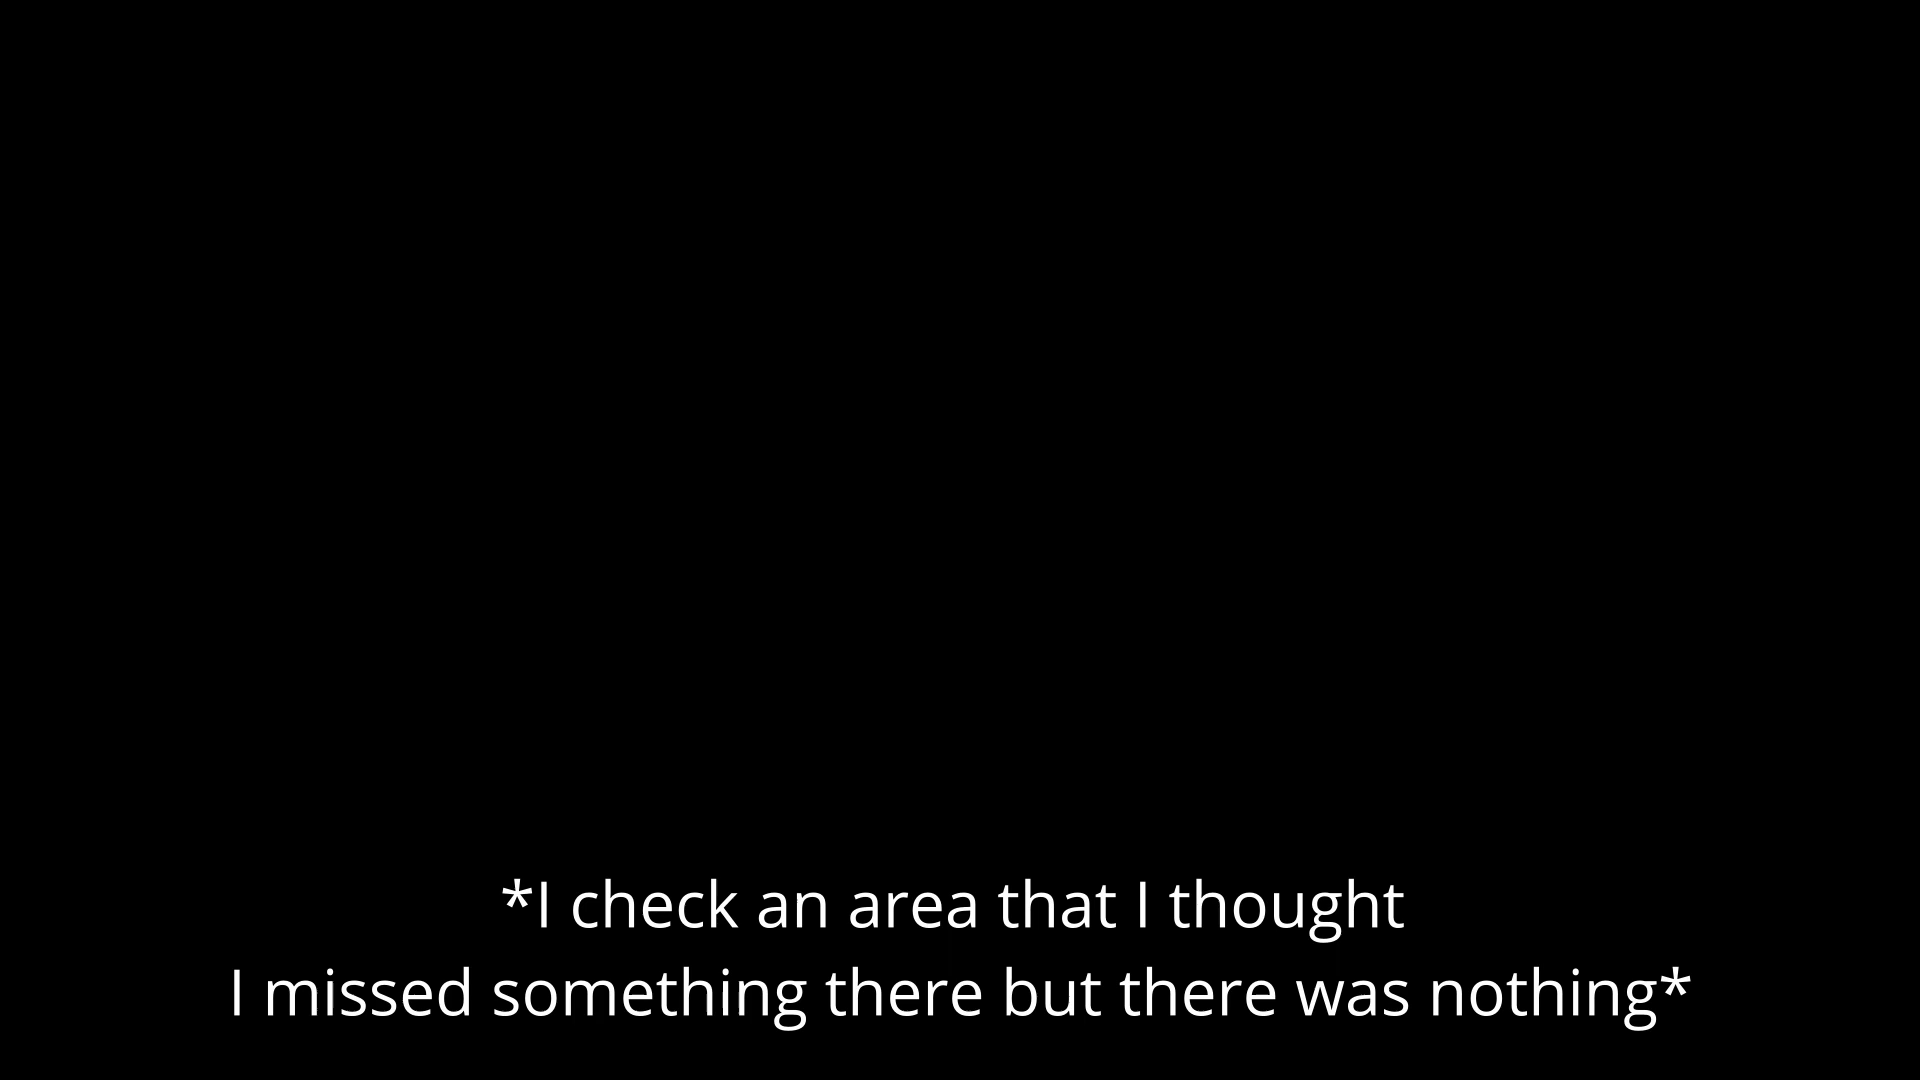 *I check an area that I thought
I missed something there but there was nothing*